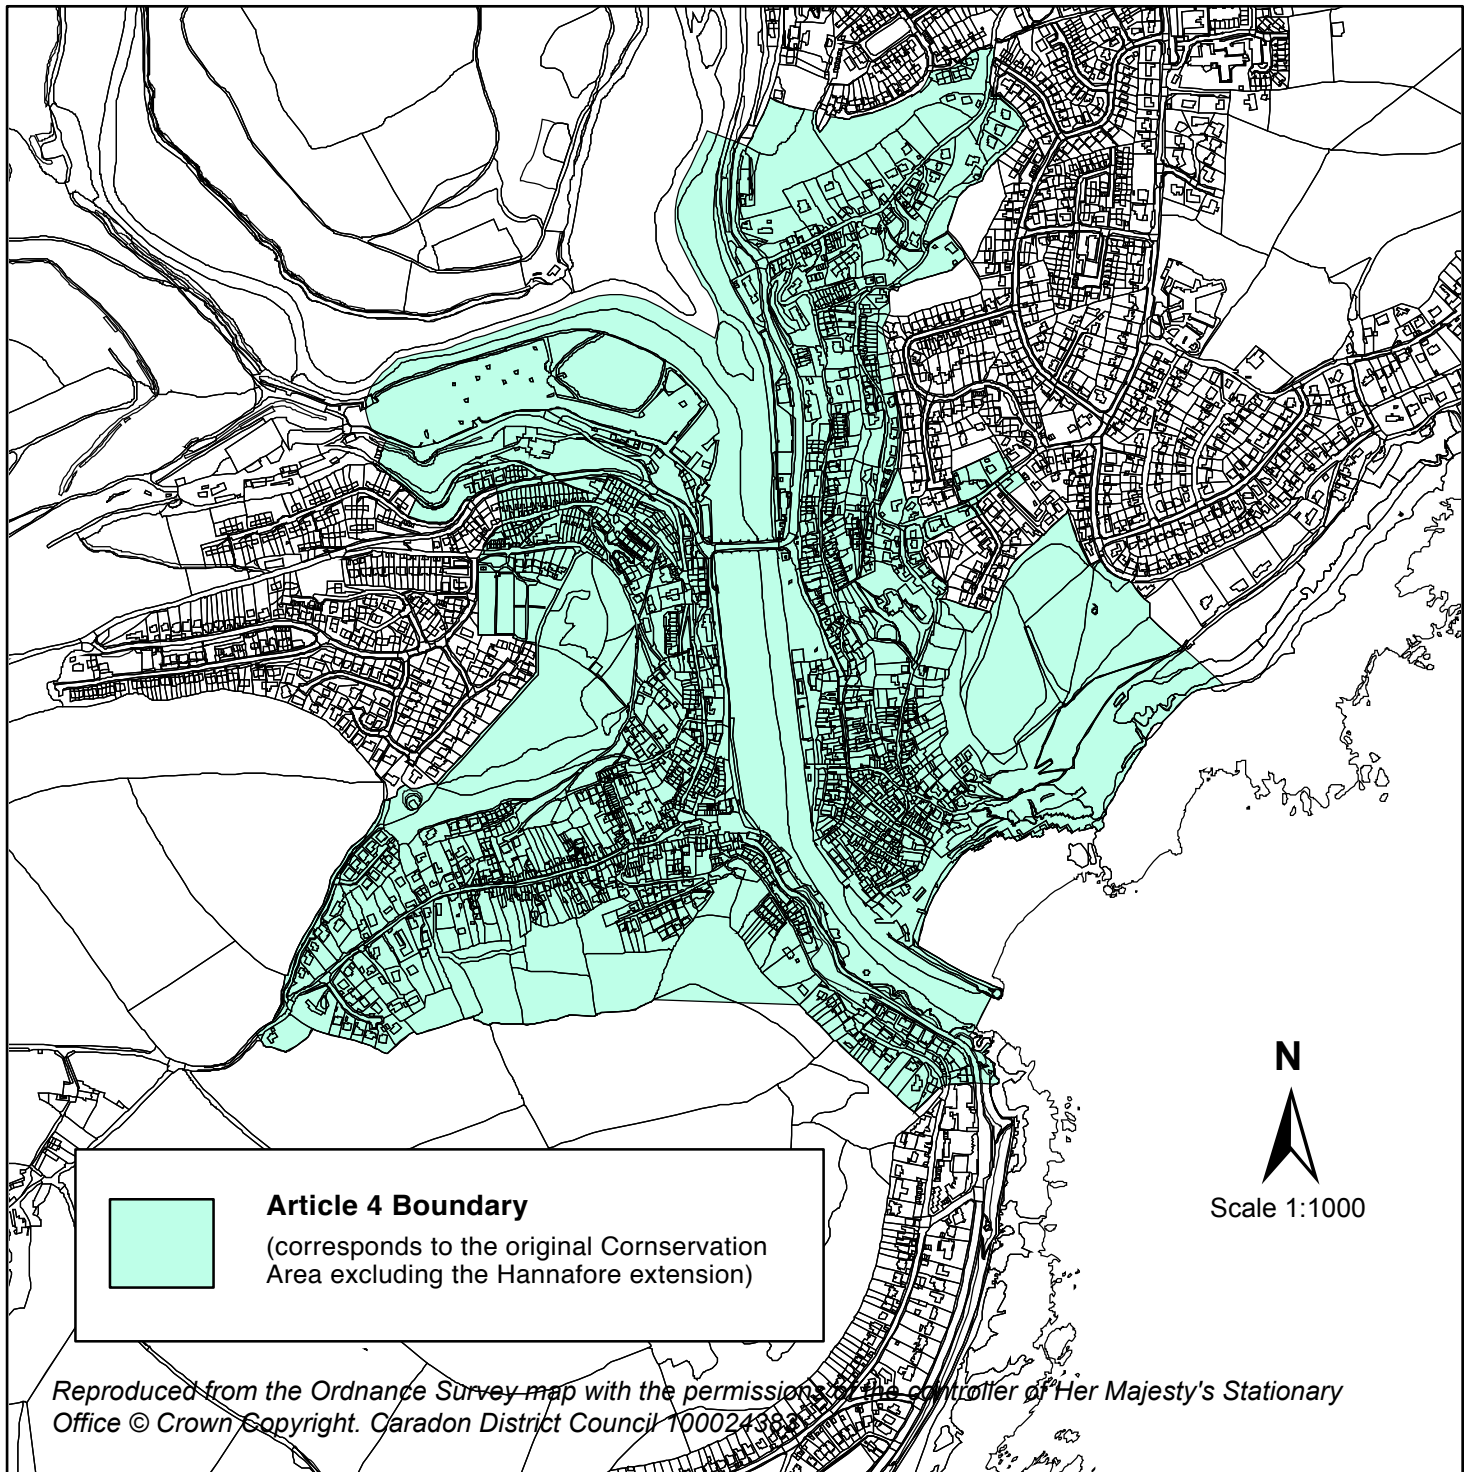 N
Scale 1:1000
Article 4 Boundary
(corresponds to the original Cornservation
Area excluding the Hannafore extension)
Reproduced from the Ordnance Survey map with the permissions of the controller of Her Majesty's Stationary
Office © Crown Copyright. Caradon District Council